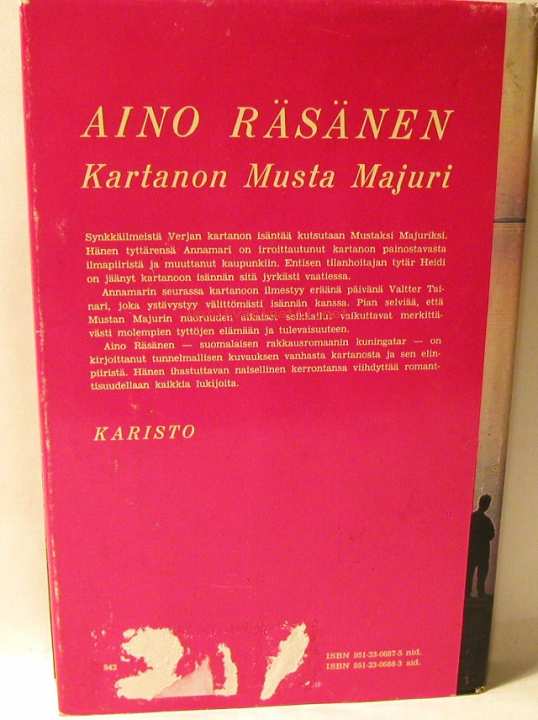 AINO RÄSÄNEN
Kartanon Musta Majuri
Synkkäilmeistä Verjan kartanon isäntää kutsutaan Mustaksi Majuriksi.
Hänen tyttärensä Annamari on irroittautunut kartanon painostavasta
ilmapiiristä ja muuttanut kaupunkiin. Entisen tilanhoitajan tytär Heidi
on jäänyt kartanoon isännän sitä jyrkästi vaatiessa.
Annamarin seurassa kartanoon ilmestyy eräänä päivänä Valtter Tai-
nari, joka ystävystyy välittömästi isännän kanssa. Pian selviää, että
Mustan Majurin nuoruuden aikaiset seikkailut vaikuttavat merkittä-
västi molempien tyttöjen elämään ja tulevaisuuteen.
Aino Räsänen — suomalaisen rakkausromaanin kuningatar — on
kirjoittanut tunnelmallisen kuvauksen vanhasta kartanosta ja sen elin-
piiristä. Hänen ihastuttavan naisellinen kerrontansa viihdyttää romant-
tisuudellaan kaikkia lukijoita.
KARISTO
843
ISBN 951-23-0687-5 nid.
ISBN 951-23-0688-3 sid.